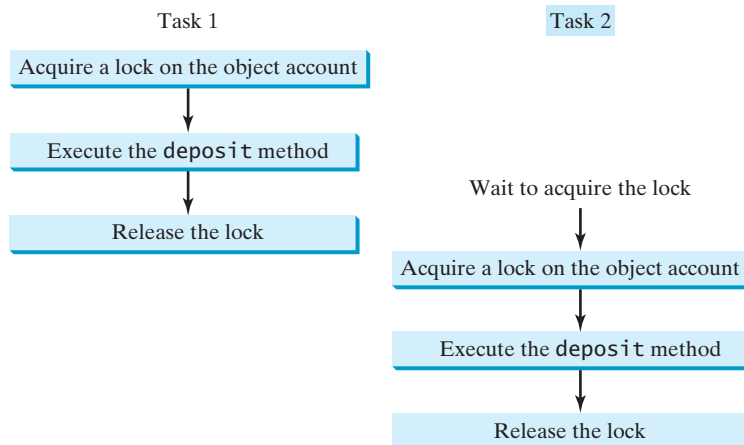 Task 1
Task 2
Acquire a lock on the object account
Execute the deposit method
Release the lock
Wait to acquire the lock
Acquire a lock on the object account
Execute the deposit method
Release the lock